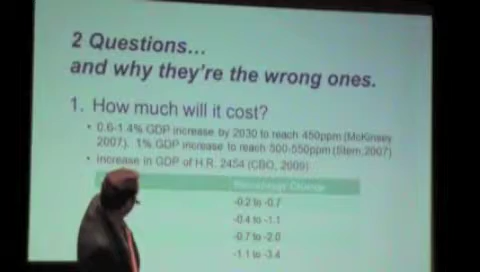 2 Questions...
and why they're the wrong ones.
1. How much will it cost?
• 0.6-1.4% GDP increase by 2030 to reach 450ppm (McKinsey
2007). 1% GDP increase to reach 500-550ppm (Stern, 2007)
• Increase in GDP of H.R. 2454 (CBO, 2009)
Percentage Change
-0.2 to -0.7
-0.4 to -1.1
-0.7 to -2.0
-1.1 to -3.4